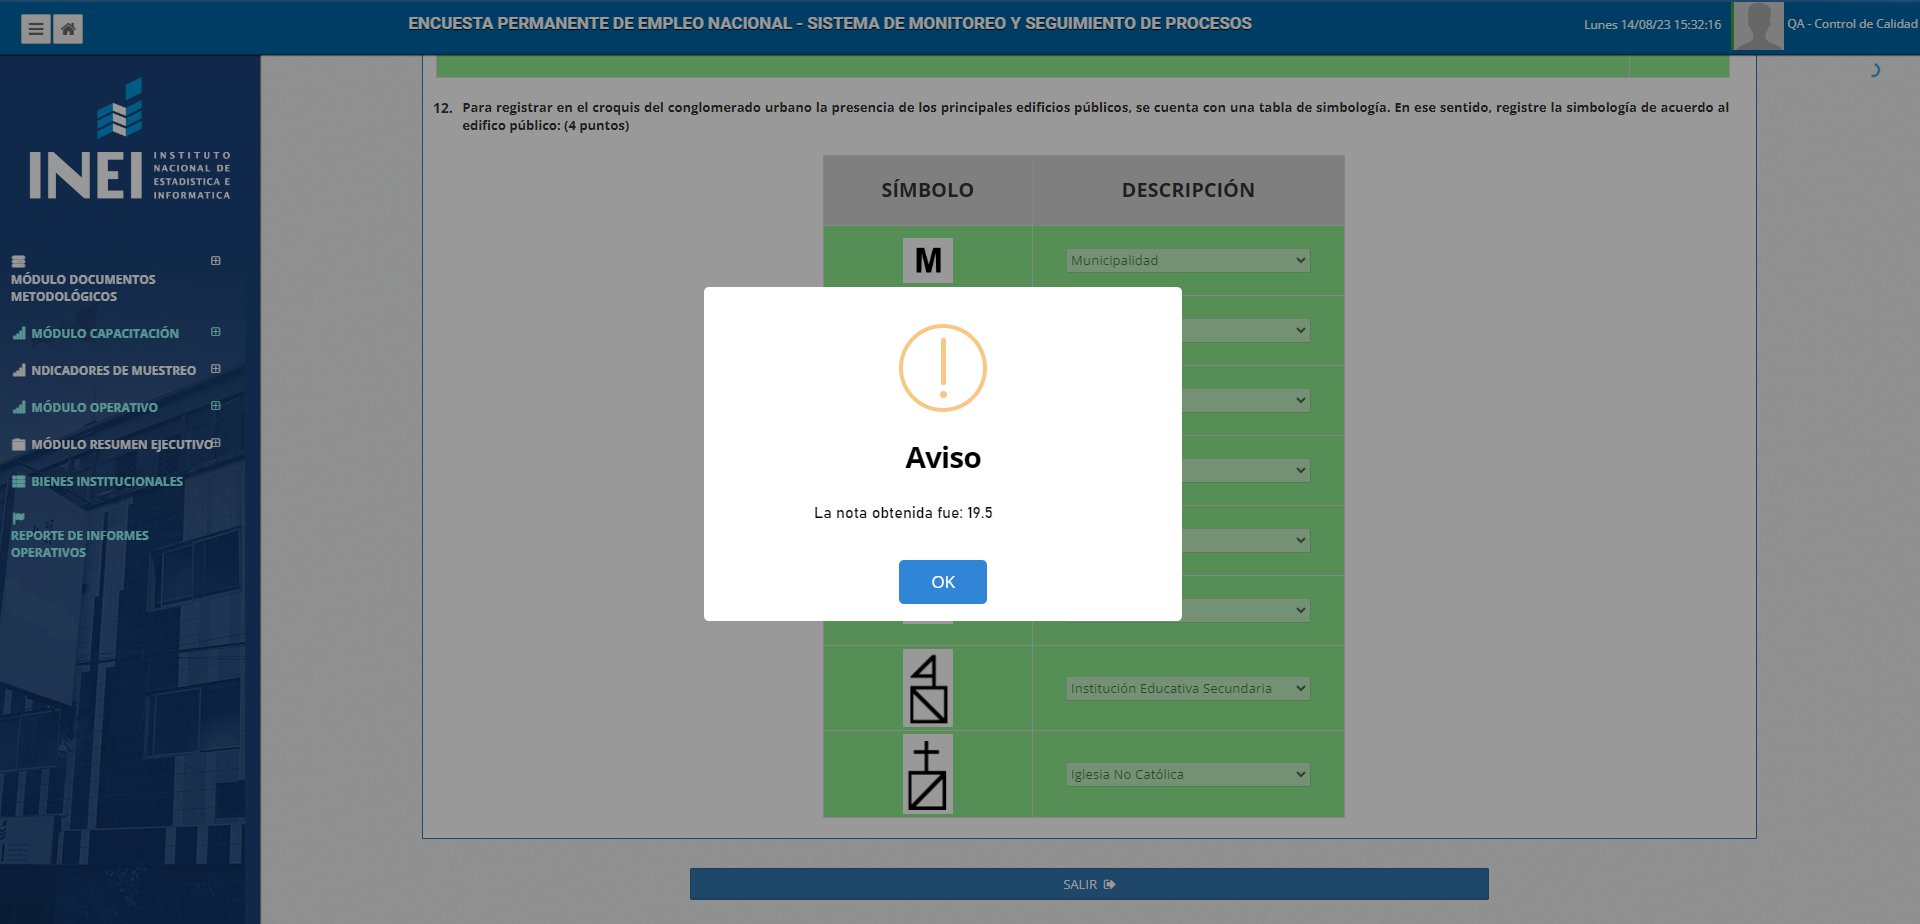 ENCUESTA PERMANENTE DE EMPLEO NACIONAL - SISTEMA DE MONITOREO Y SEGUIMIENTO DE PROCESOS
Lunes 14/08/23 15:32:16
QA - Control de Calidad
INEI
INSTITUTO
NACIONAL DE
ESTADISTICA E
INFORMATICA
MÓDULO DOCUMENTOS
METODOLÓGICOS
MÓDULO CAPACITACIÓN
NDICADORES DE MUESTREO
MÓDULO OPERATIVO
MÓDULO RESUMEN EJECUTIVO
BIENES INSTITUCIONALES
REPORTE DE INFORMES
OPERATIVOS
12. Para registrar en el croquis del conglomerado urbano la presencia de los principales edificios públicos, se cuenta con una tabla de simbología. En ese sentido, registre la simbología de acuerdo al
edifico público: (4 puntos)
SÍMBOLO DESCRIPCIÓN
M Municipalidad
Aviso
La nota obtenida fue: 19.5
OK
Institución Educativa Secundaria
Iglesia No Católica
SALIR